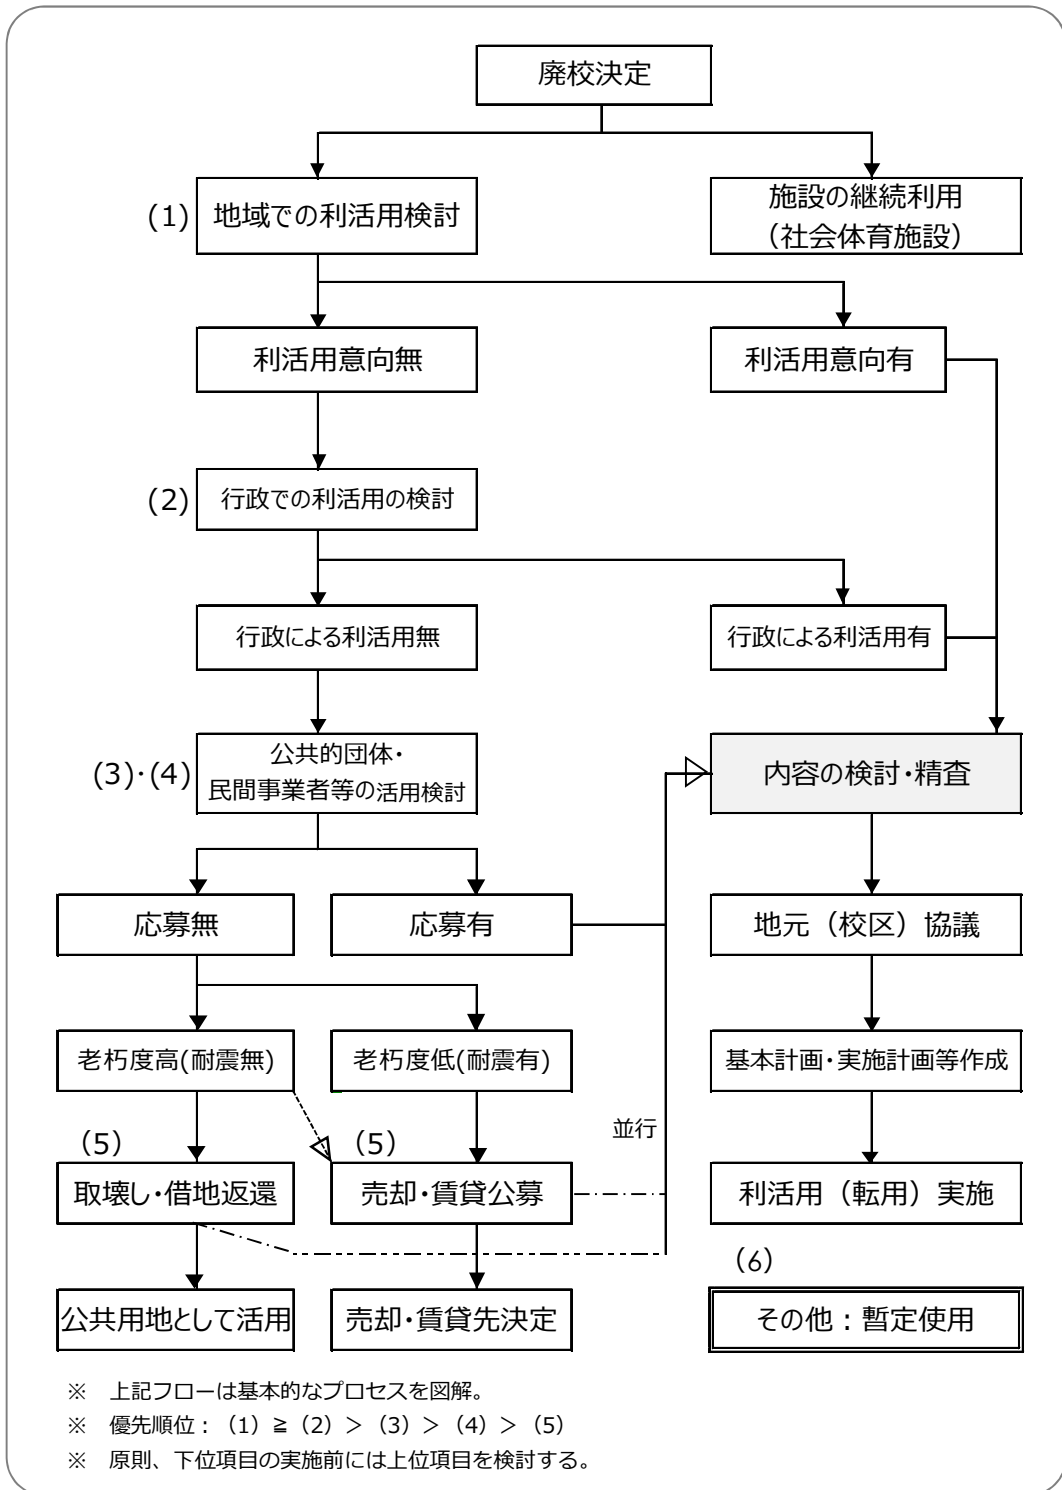 廃校決定
(1)
地域での利活用検討
施設の継続利用
（社会体育施設）
利活用意向無
利活用意向有
(2)
行政での利活用の検討
行政による利活用無
行政による利活用有
(3)･(4)
公共的団体・
民間事業者等の活用検討
内容の検討・精査
応募無
応募有
地元（校区）協議
老朽度高(耐震無)
老朽度低(耐震有)
基本計画・実施計画等作成
並行
(5)
(5)
取壊し・借地返還
売却・賃貸公募
利活用（転用）実施
(6)
公共用地として活用
売却・賃貸先決定
その他：暫定使用
※　上記フローは基本的なプロセスを図解。
※　優先順位：（1）≧（2）＞（3）＞（4）＞（5）
※　原則、下位項目の実施前には上位項目を検討する。